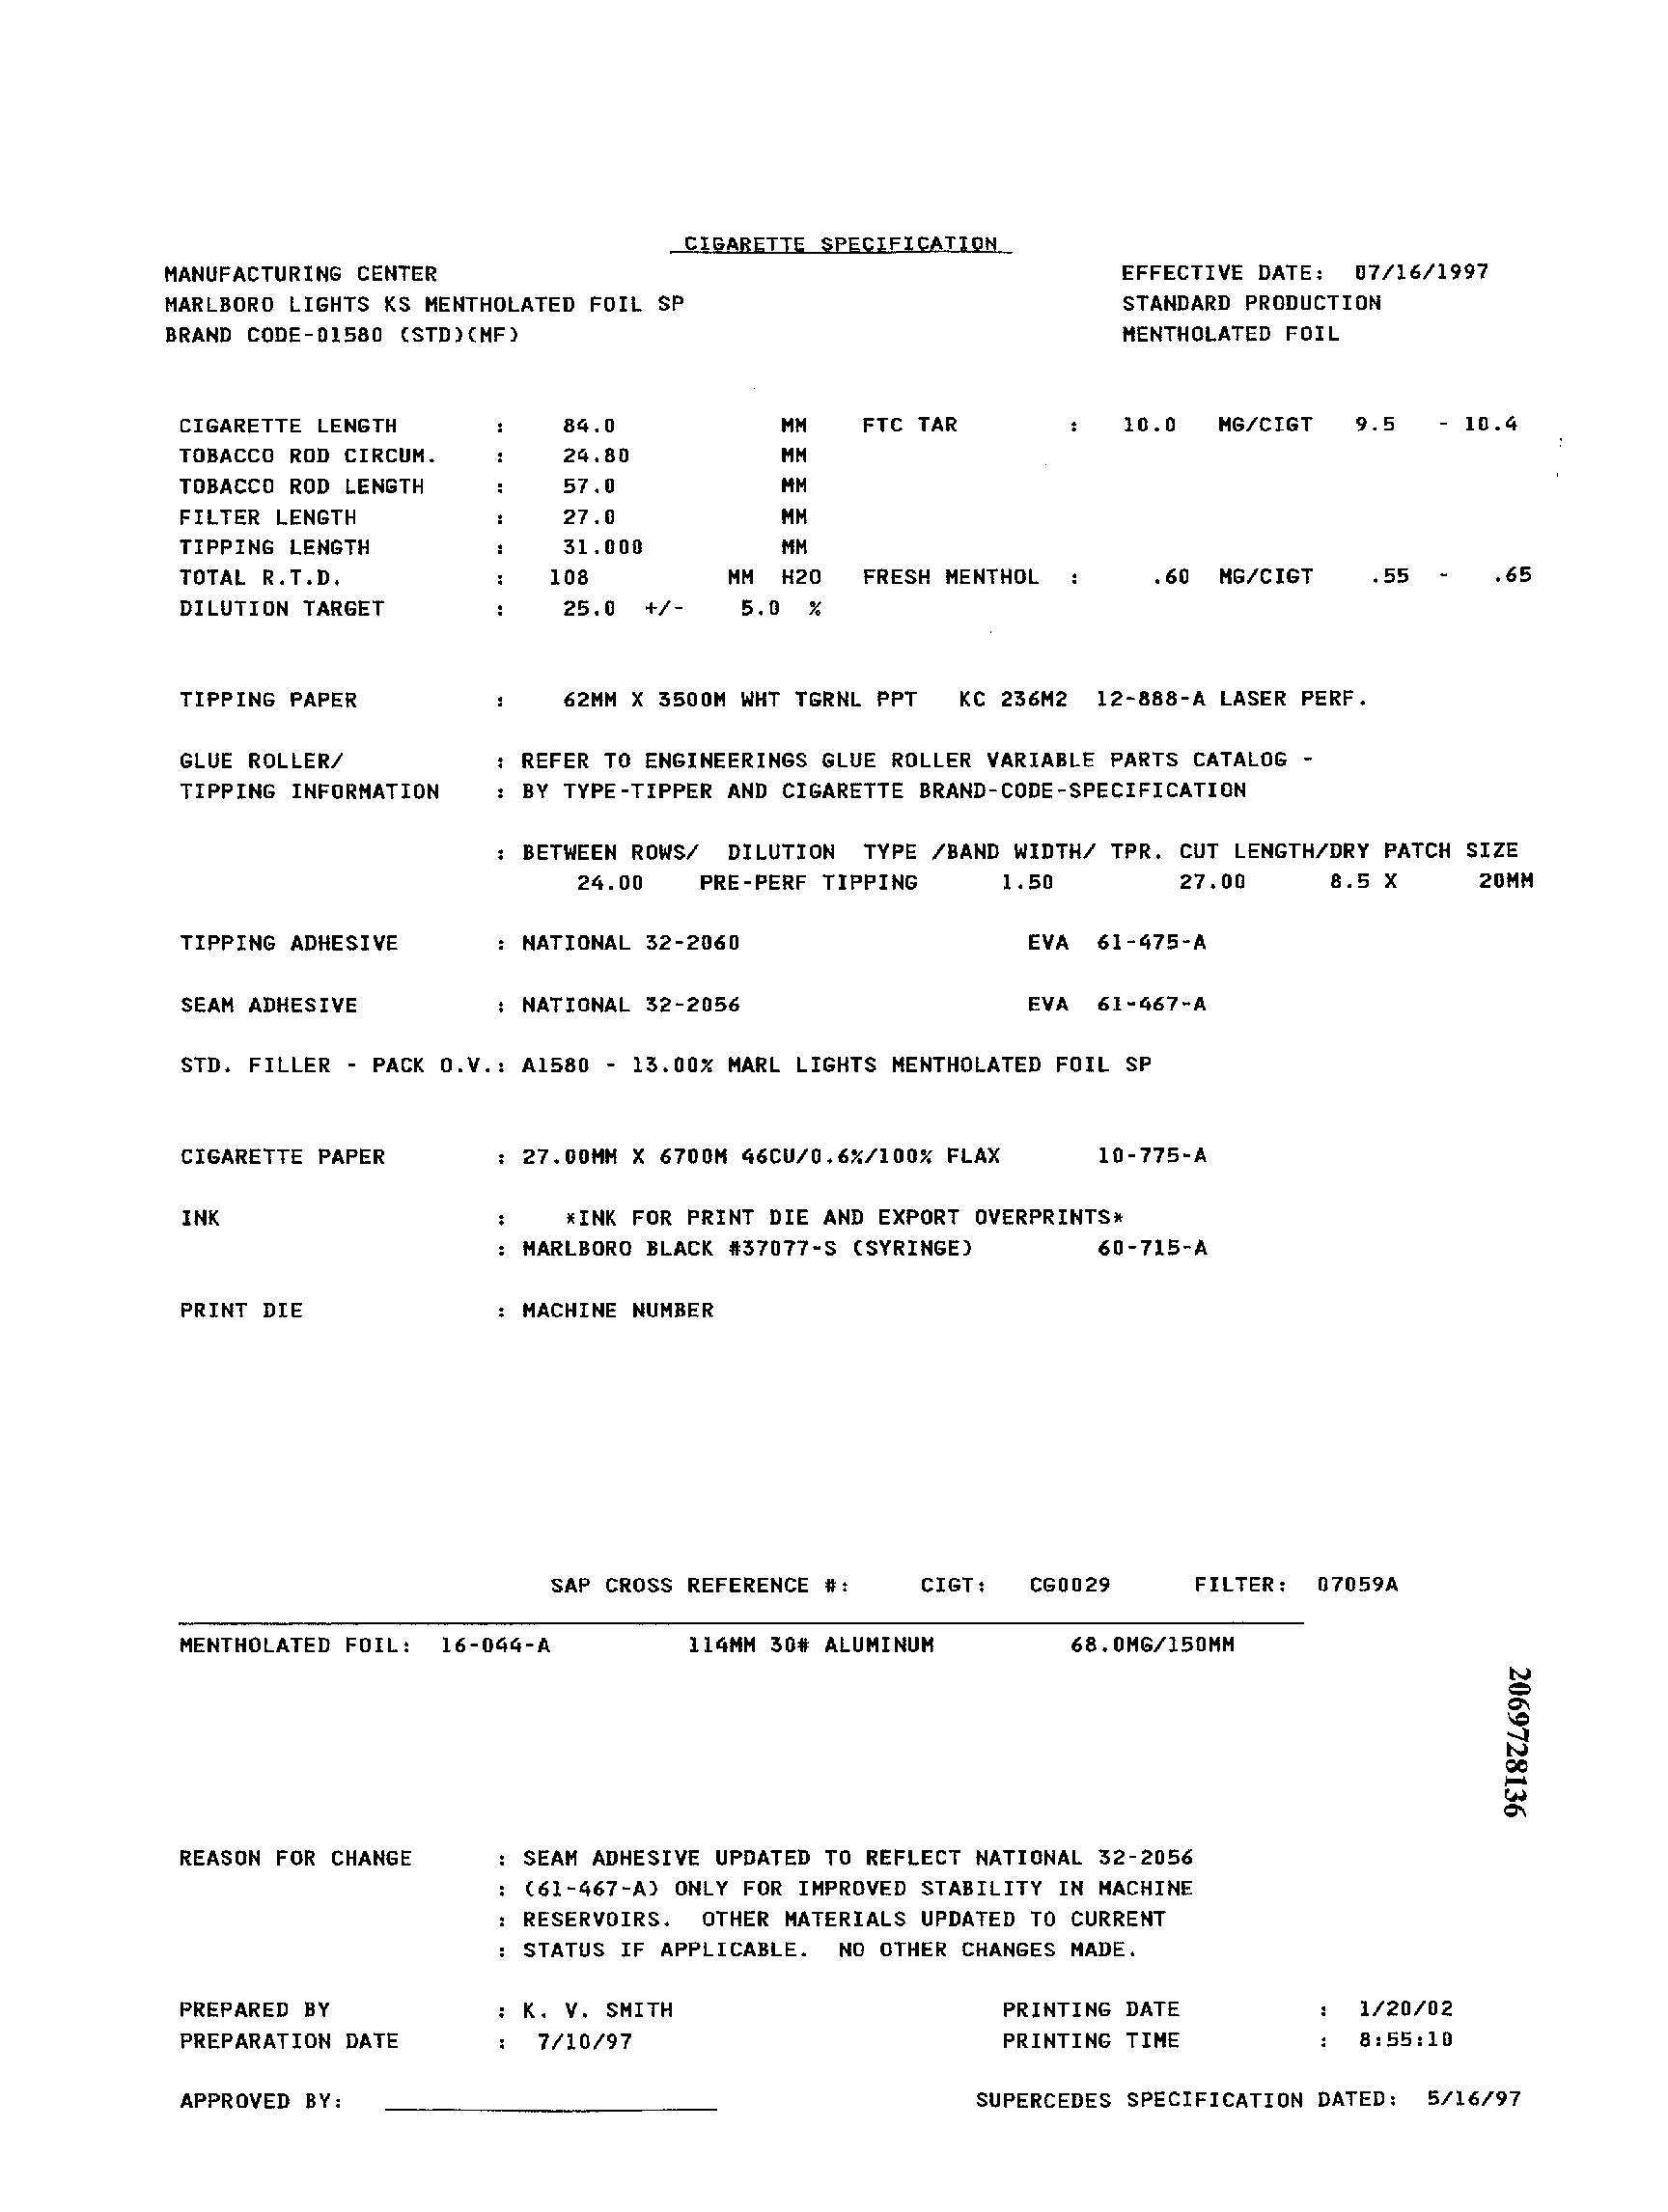 CIGARETTE SPECIFICATION
MANUFACTURING CENTER EFFECTIVE DATE: 07/16/1997
MARLBORO LIGHTS KS MENTHOLATED FOIL SP STANDARD PRODUCTION
BRAND CODE-01580 (STD)(MF) MENTHOLATED FOIL
CIGARETTE LENGTH : 84.0 MM FTC TAR : 10.0 MG/CIGT 9.5 - 10.4
TOBACCO ROD CIRCUM. : 24.80 MM
TOBACCO ROD LENGTH : 57.0 MM
FILTER LENGTH : 27.0 MM
TIPPING LENGTH : 31.000 MM
TOTAL R.T.D. : 108 MM H2O FRESH MENTHOL : .60 MG/CIGT .55 - .65
DILUTION TARGET : 25.0 +/- 5.0 %
TIPPING PAPER : 62MM X 3500M WHT TGRNL PPT KC 236M2 12-888-A LASER PERF.
GLUE ROLLER/ : REFER TO ENGINEERINGS GLUE ROLLER VARIABLE PARTS CATALOG -
TIPPING INFORMATION : BY TYPE-TIPPER AND CIGARETTE BRAND-CODE-SPECIFICATION
: BETWEEN ROWS/ DILUTION TYPE /BAND WIDTH/ TPR. CUT LENGTH/DRY PATCH SIZE
24.00 PRE-PERF TIPPING 1.50 27.00 8.5 X 20MM
TIPPING ADHESIVE : NATIONAL 32-2060 EVA 61-475-A
SEAM ADHESIVE : NATIONAL 32-2056 EVA 61-467-A
STD. FILLER - PACK O.V.: A1580 - 13.00% MARL LIGHTS MENTHOLATED FOIL SP
CIGARETTE PAPER : 27.00MM X 6700M 46CU/0.6%/100% FLAX 10-775-A
INK : *INK FOR PRINT DIE AND EXPORT OVERPRINTS*
: MARLBORO BLACK #37077-S (SYRINGE) 60-715-A
PRINT DIE : MACHINE NUMBER
SAP CROSS REFERENCE #: CIGT: CG0029 FILTER: 07059A
MENTHOLATED FOIL: 16-044-A 114MM 30# ALUMINUM 68.0MG/150MM
2069728136
REASON FOR CHANGE : SEAM ADHESIVE UPDATED TO REFLECT NATIONAL 32-2056
: (61-467-A) ONLY FOR IMPROVED STABILITY IN MACHINE
: RESERVOIRS. OTHER MATERIALS UPDATED TO CURRENT
: STATUS IF APPLICABLE. NO OTHER CHANGES MADE.
PREPARED BY : K. V. SMITH PRINTING DATE : 1/20/02
PREPARATION DATE : 7/10/97 PRINTING TIME : 8:55:10
APPROVED BY: SUPERCEDES SPECIFICATION DATED: 5/16/97